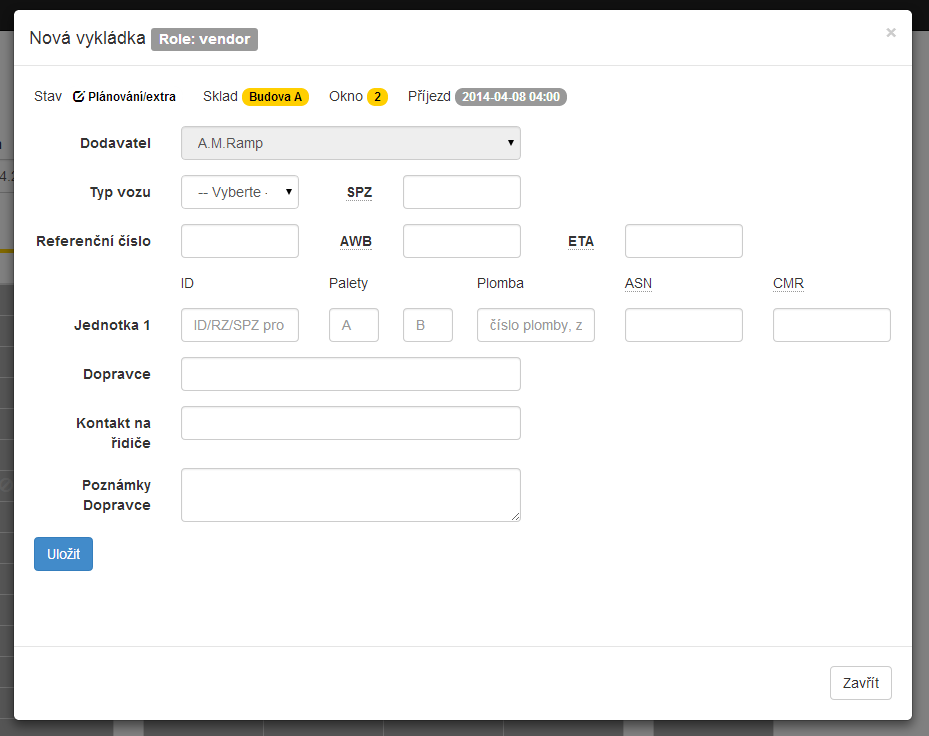 Nová vykládka Role: vendor ×
Stav Plánování/extra Sklad Budova A Okno 2 Příjezd 2014-04-08 04:00
Dodavatel A.M.Ramp
Typ vozu -- Vyberte - SPZ
Referenční číslo AWB ETA
ID Palety Plomba ASN CMR
Jednotka 1 ID/RZ/SPZ pro A B číslo plomby, z
Dopravce
Kontakt na
řidiče
Poznámky
Dopravce
Uložit
Zavřít